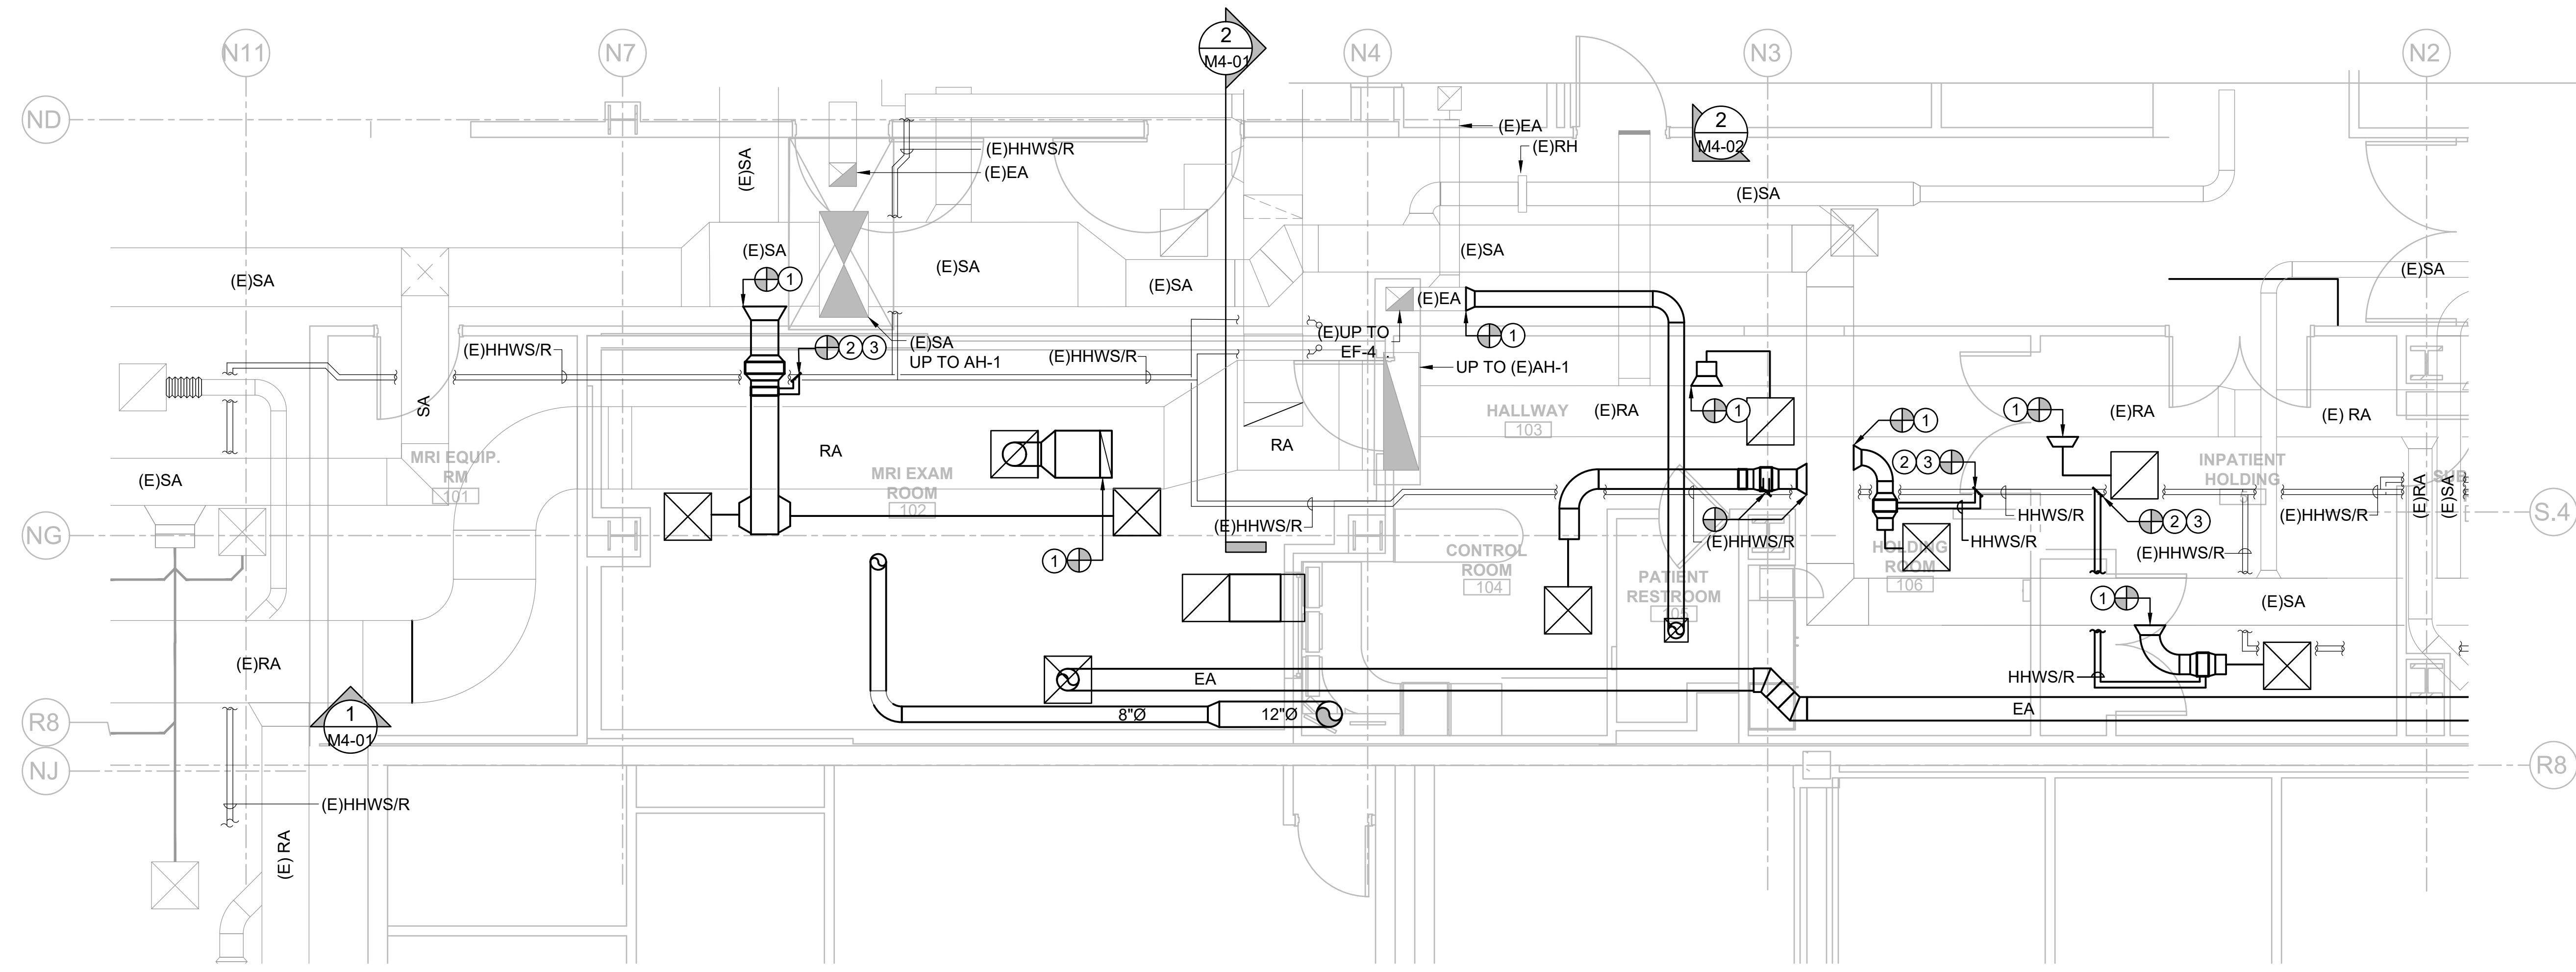 2
M4-01
N11
N7
N4
N3
N2
ND
2
M4-02
(E)EA
(E)RH
(E)HHWS/R
(E)EA
(E)SA
(E)SA
(E)SA
(E)SA
(E)SA
(E)SA
(E)SA
(E)SA
1
(E)EA
1
(E)UP TO
EF-4
(E)SA
UP TO AH-1
2 3
(E)HHWS/R
(E)HHWS/R
UP TO (E)AH-1
SA
HALLWAY
103
(E)RA
1
1
1
(E)RA
(E) RA
RA
RA
MRI EQUIP.
RM
101
MRI EXAM
ROOM
102
(E)SA
2 3
INPATIENT
HOLDING
SUB
(E)RA
(E)SA
NG
S.4
(E)HHWS/R
HHWS/R
2 3
(E)HHWS/R
(E)HHWS/R
HHWS/R
(E)HHWS/R
1
CONTROL
ROOM
104
PATIENT
RESTROOM
105
HOLDING
ROOM
106
1
(E)SA
(E)RA
EA
HHWS/R
EA
R8
1
M4-01
8"Ø
12"Ø
NJ
R8
(E)HHWS/R
(E) RA